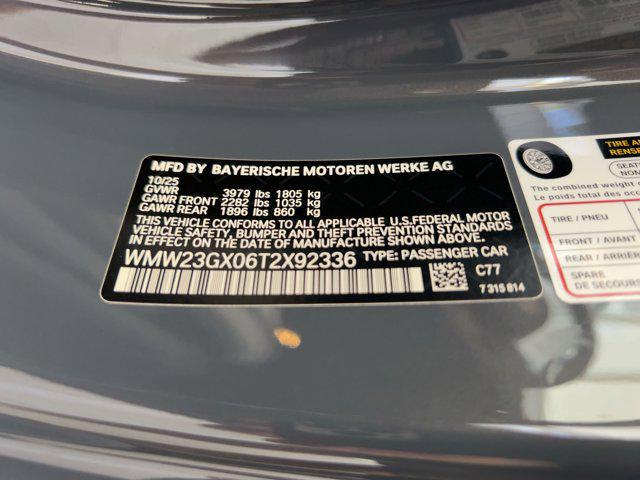 MFD BY BAYERISCHE MOTOREN WERKE AG
10/25
GVWR 3979 lbs 1805 kg
GAWR FRONT 2282 lbs 1035 kg
GAWR REAR 1896 lbs 860 kg
THIS VEHICLE CONFORMS TO ALL APPLICABLE U.S. FEDERAL MOTOR
VEHICLE SAFETY, BUMPER AND THEFT PREVENTION STANDARDS
IN EFFECT ON THE DATE OF MANUFACTURE SHOWN ABOVE.
WMW23GX06T2X92336 TYPE: PASSENGER CAR
C77
7 315 814
TIRE
RENSE
SEATI
NOM
The combined weight
Le poids total des
TIRE / PNEU
FRONT / AVANT
REAR / ARRIÈRE
SPARE
DE SECOURS